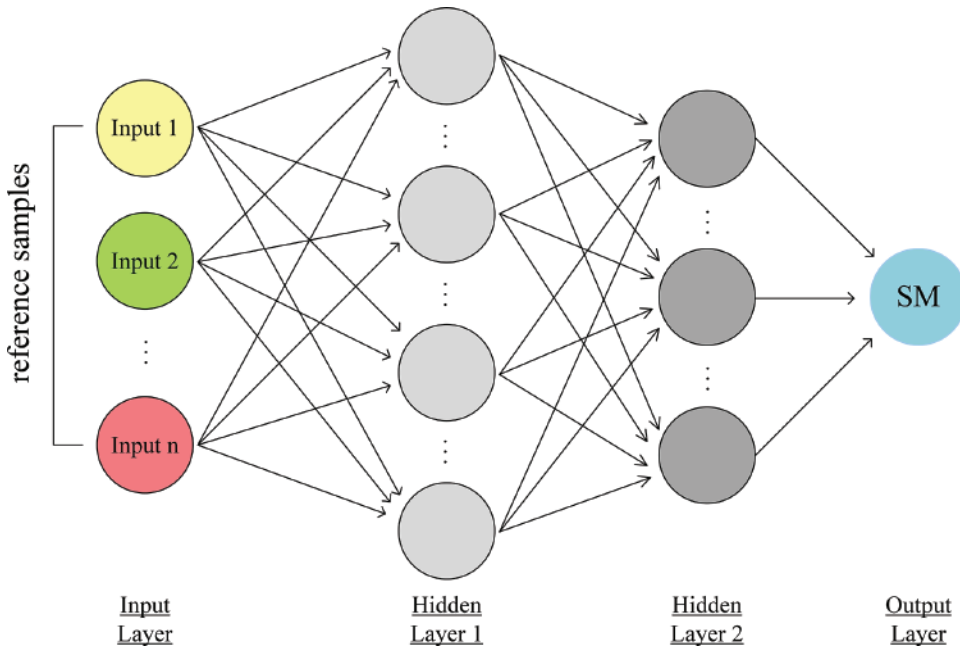 reference samples
Input 1
Input 2
Input n
SM
Input
Layer
Hidden
Layer 1
Hidden
Layer 2
Output
Layer